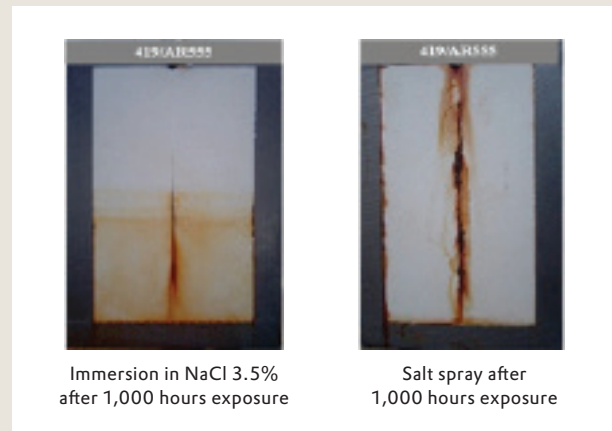 Immersion in NaCl 3.5%
after 1,000 hours exposure
Salt spray after
1,000 hours exposure